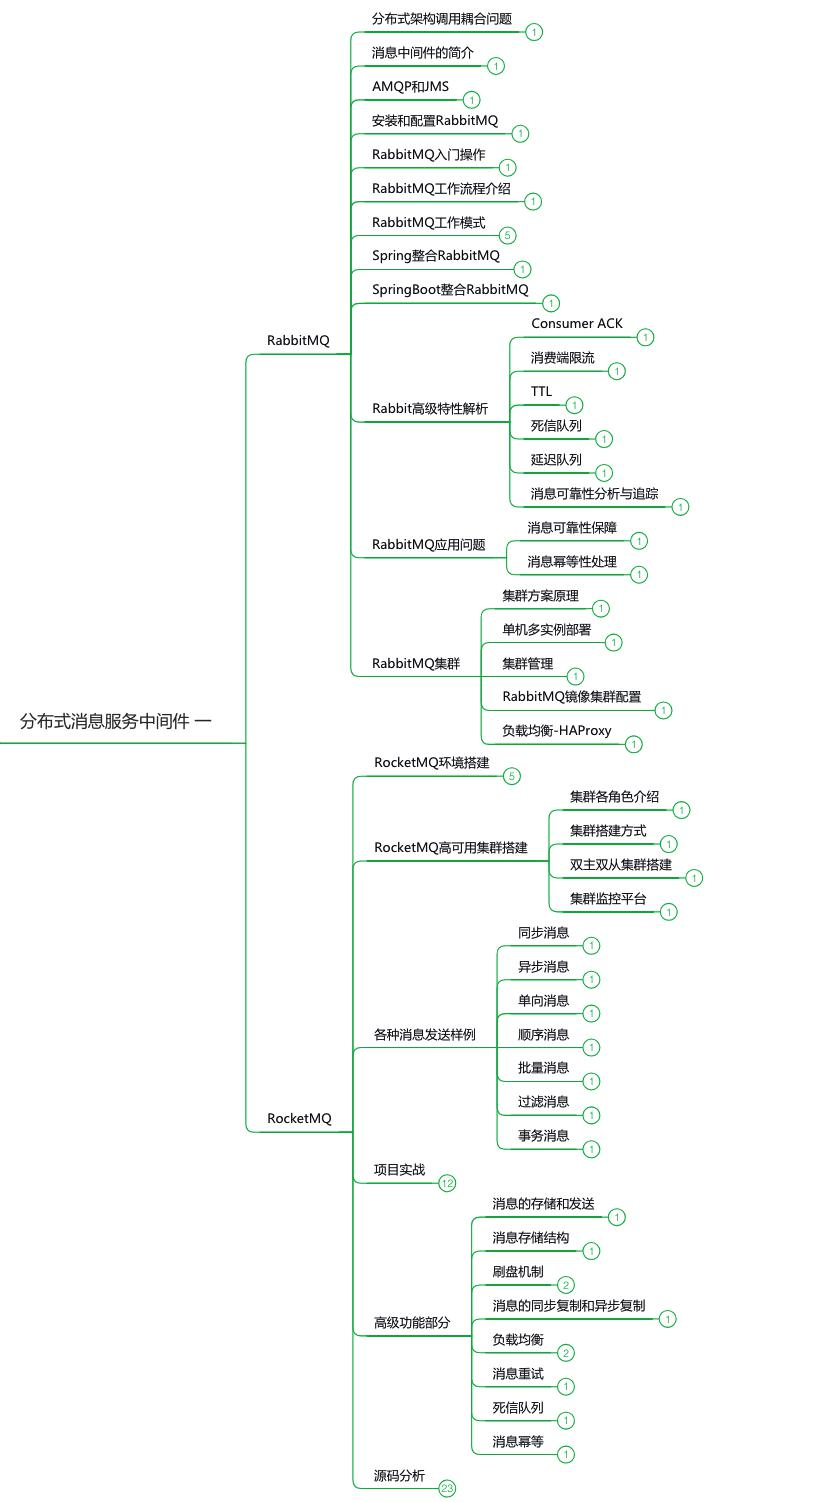 分布式架构调用耦合问题 1
消息中间件的简介 1
AMQP和JMS 1
安装和配置RabbitMQ 1
RabbitMQ入门操作 1
RabbitMQ工作流程介绍 1
RabbitMQ工作模式 5
Spring整合RabbitMQ 1
SpringBoot整合RabbitMQ 1
Consumer ACK 1
RabbitMQ
消费端限流 1
TTL 1
Rabbit高级特性解析
死信队列 1
延迟队列 1
消息可靠性分析与追踪 1
消息可靠性保障 1
RabbitMQ应用问题
消息幂等性处理 1
集群方案原理 1
单机多实例部署 1
RabbitMQ集群
集群管理 1
RabbitMQ镜像集群配置 1
分布式消息服务中间件 一
负载均衡-HAProxy 1
RocketMQ环境搭建 5
集群各角色介绍 1
集群搭建方式 1
RocketMQ高可用集群搭建
双主双从集群搭建 1
集群监控平台 1
同步消息 1
异步消息 1
单向消息 1
各种消息发送样例
顺序消息 1
批量消息 1
过滤消息 1
RocketMQ
事务消息 1
项目实战 12
消息的存储和发送 1
消息存储结构 1
刷盘机制 2
消息的同步复制和异步复制 1
高级功能部分
负载均衡 2
消息重试 1
死信队列 1
消息幂等 1
源码分析 23